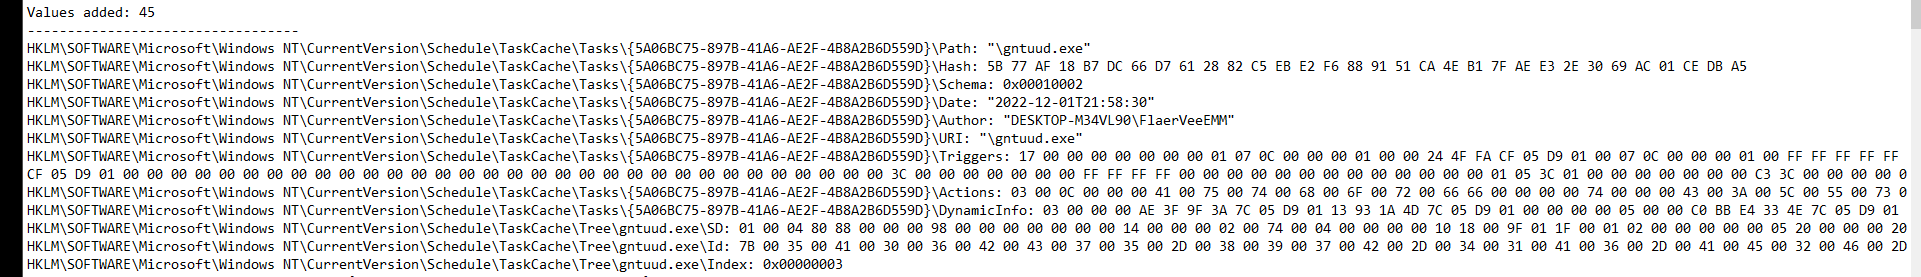 Values added: 45
----------------------------------
HKLM\SOFTWARE\Microsoft\Windows NT\CurrentVersion\Schedule\TaskCache\Tasks\{5A06BC75-897B-41A6-AE2F-4B8A2B6D559D}\Path: "\gntuud.exe"
HKLM\SOFTWARE\Microsoft\Windows NT\CurrentVersion\Schedule\TaskCache\Tasks\{5A06BC75-897B-41A6-AE2F-4B8A2B6D559D}\Hash: 5B 77 AF 18 B7 DC 66 D7 61 28 82 C5 EB E2 F6 88 91 51 CA 4E B1 7F AE E3 2E 30 69 AC 01 CE DB A5
HKLM\SOFTWARE\Microsoft\Windows NT\CurrentVersion\Schedule\TaskCache\Tasks\{5A06BC75-897B-41A6-AE2F-4B8A2B6D559D}\Schema: 0x00010002
HKLM\SOFTWARE\Microsoft\Windows NT\CurrentVersion\Schedule\TaskCache\Tasks\{5A06BC75-897B-41A6-AE2F-4B8A2B6D559D}\Date: "2022-12-01T21:58:30"
HKLM\SOFTWARE\Microsoft\Windows NT\CurrentVersion\Schedule\TaskCache\Tasks\{5A06BC75-897B-41A6-AE2F-4B8A2B6D559D}\Author: "DESKTOP-M34VL90\FlaerVeeEMM"
HKLM\SOFTWARE\Microsoft\Windows NT\CurrentVersion\Schedule\TaskCache\Tasks\{5A06BC75-897B-41A6-AE2F-4B8A2B6D559D}\URI: "\gntuud.exe"
HKLM\SOFTWARE\Microsoft\Windows NT\CurrentVersion\Schedule\TaskCache\Tasks\{5A06BC75-897B-41A6-AE2F-4B8A2B6D559D}\Triggers: 17 00 00 00 00 00 00 00 01 07 0C 00 00 00 01 00 00 24 4F FA CF 05 D9 01 00 07 0C 00 00 00 01 00 FF FF FF FF FF
CF 05 D9 01 00 00 00 00 00 00 00 00 00 00 00 00 00 00 00 00 00 00 00 00 00 00 00 00 00 00 00 00 00 00 00 00 3C 00 00 00 00 00 00 00 FF FF FF FF 00 00 00 00 00 00 00 00 00 00 00 00 00 01 05 3C 01 00 00 00 00 00 00 00 C3 3C 00 00 00 00 0
HKLM\SOFTWARE\Microsoft\Windows NT\CurrentVersion\Schedule\TaskCache\Tasks\{5A06BC75-897B-41A6-AE2F-4B8A2B6D559D}\Actions: 03 00 0C 00 00 00 41 00 75 00 74 00 68 00 6F 00 72 00 66 66 00 00 00 00 74 00 00 00 43 00 3A 00 5C 00 55 00 73 0
HKLM\SOFTWARE\Microsoft\Windows NT\CurrentVersion\Schedule\TaskCache\Tasks\{5A06BC75-897B-41A6-AE2F-4B8A2B6D559D}\DynamicInfo: 03 00 00 00 AE 3F 9F 3A 7C 05 D9 01 13 93 1A 4D 7C 05 D9 01 00 00 00 00 05 00 00 C0 BB E4 33 4E 7C 05 D9 01
HKLM\SOFTWARE\Microsoft\Windows NT\CurrentVersion\Schedule\TaskCache\Tree\gntuud.exe\SD: 01 00 04 80 88 00 00 00 98 00 00 00 00 00 00 00 14 00 00 00 02 00 74 00 04 00 00 00 00 10 18 00 9F 01 1F 00 01 02 00 00 00 00 00 05 20 00 00 00 20
HKLM\SOFTWARE\Microsoft\Windows NT\CurrentVersion\Schedule\TaskCache\Tree\gntuud.exe\Id: 7B 00 35 00 41 00 30 00 36 00 42 00 43 00 37 00 35 00 2D 00 38 00 39 00 37 00 42 00 2D 00 34 00 31 00 41 00 36 00 2D 00 41 00 45 00 32 00 46 00 2D
HKLM\SOFTWARE\Microsoft\Windows NT\CurrentVersion\Schedule\TaskCache\Tree\gntuud.exe\Index: 0x00000003